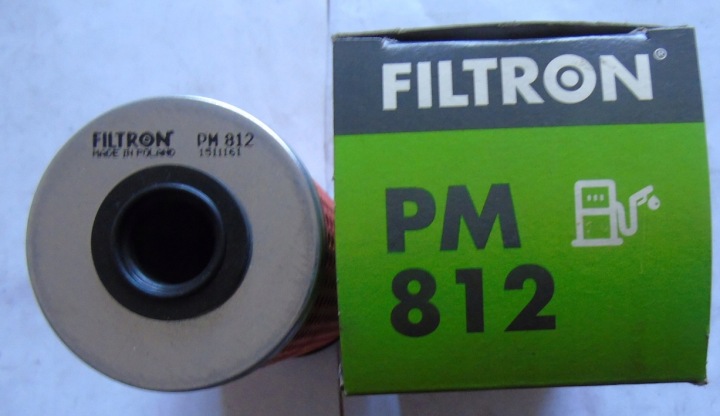 FILTRON PM 812
MADE IN POLAND 1511161
FILTRON®
PM
812